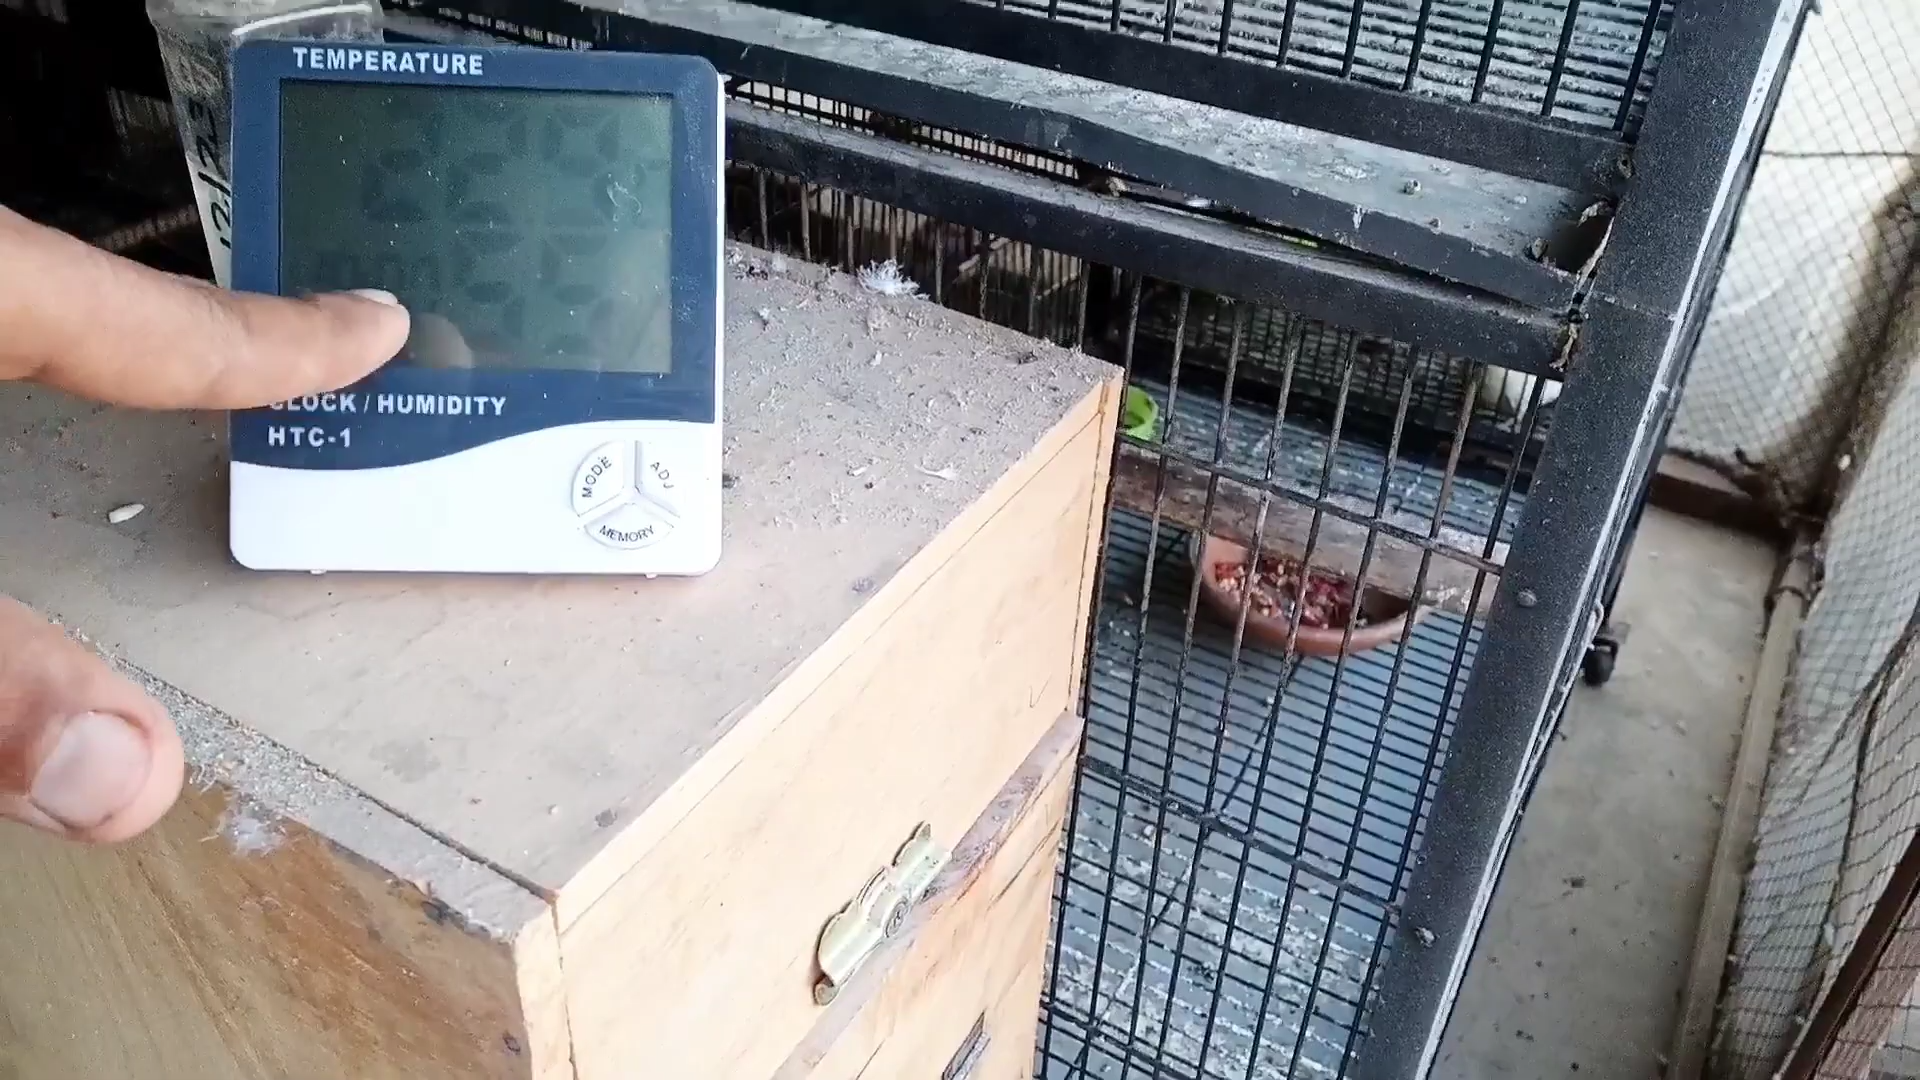 TEMPERATURE
CLOCK / HUMIDITY
HTC-1
MODE
ADJ
MEMORY